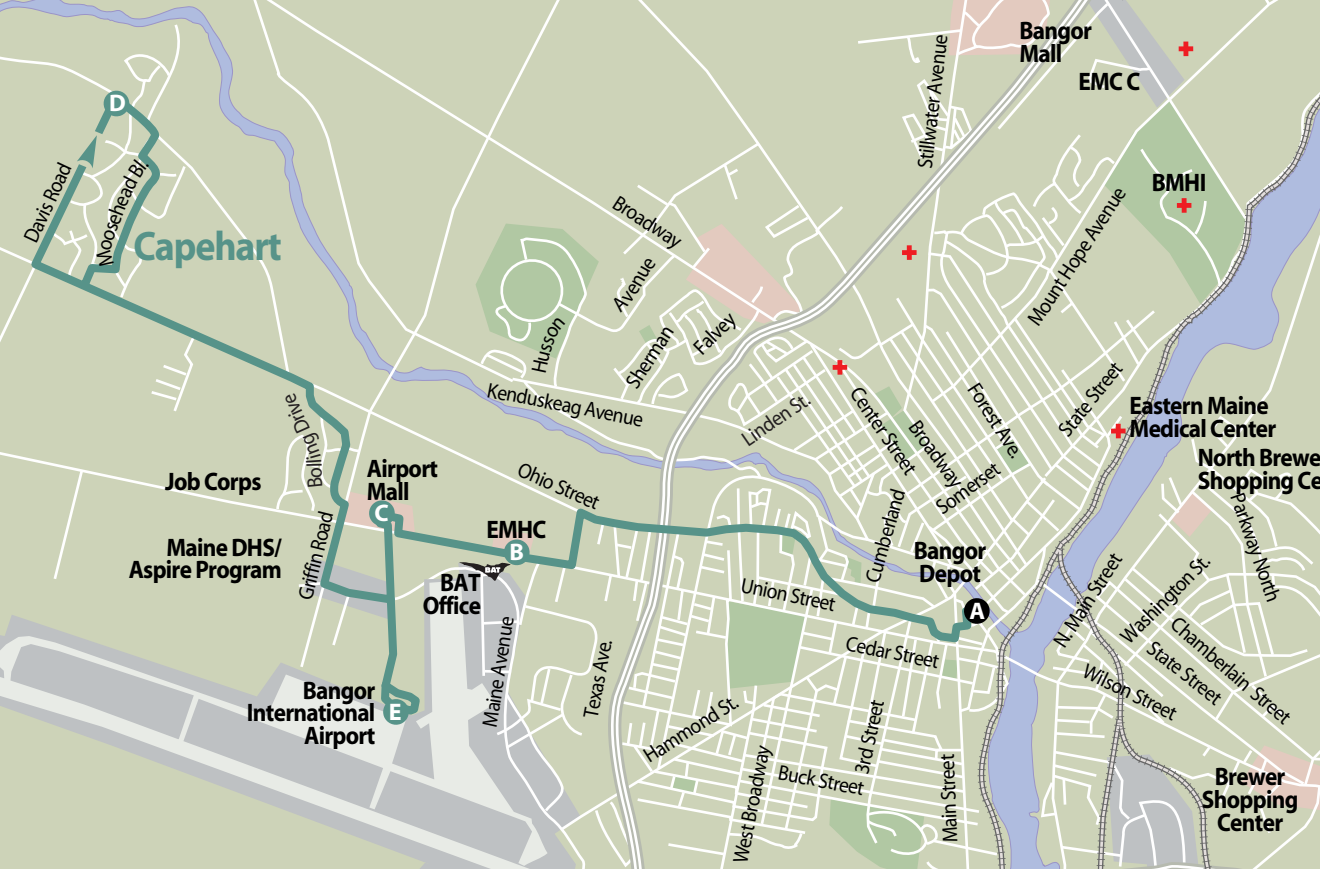 Bangor
Mall
EMC C
Stillwater Avenue
D
BMHI
Davis Road
Moosehead Bl.
Capehart
Broadway
Mount Hope Avenue
Husson
Avenue
Sherman
Falvey
Kenduskeag Avenue
Linden St.
Center Street
Broadway
Forest Ave.
Somerset
State Street
Eastern Maine
Medical Center
North Brewe
Shopping Ce
Parkway North
Bolling Drive
Job Corps
Airport
Mall
C
Ohio Street
EMHC
B
BAT
BAT
Office
Maine DHS/
Aspire Program
Griffin Road
Cumberland
Bangor
Depot
A
Union Street
Cedar Street
N. Main Street
Washington St.
Chamberlain Street
State Street
Wilson Street
Maine Avenue
Texas Ave.
Bangor
International
Airport
E
Hammond St.
3rd Street
Buck Street
West Broadway
Main Street
Brewer
Shopping
Center